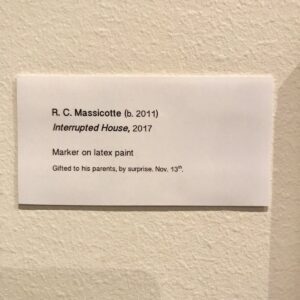 R. C. Massicotte (b. 2011)
Interrupted House, 2017
Marker on latex paint
Gifted to his parents, by surprise. Nov. 13th.